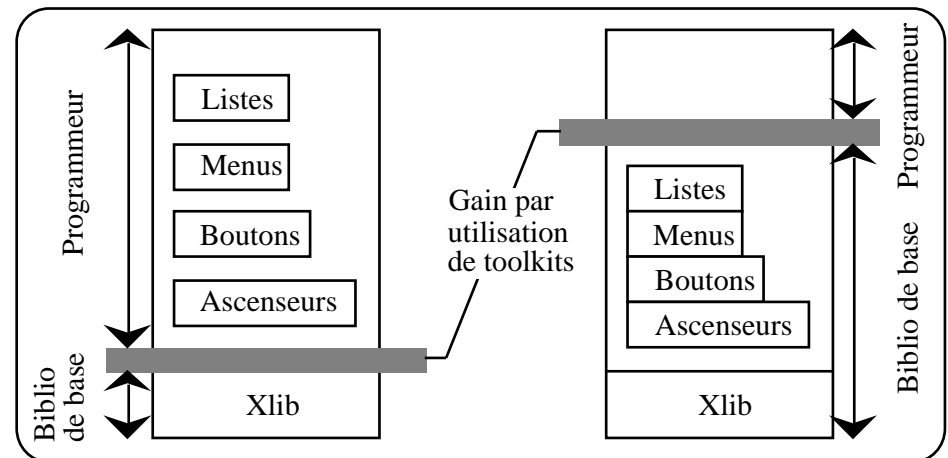 Programmeur
Biblio
de base
Listes
Menus
Boutons
Ascenseurs
Xlib
Gain par
utilisation
de toolkits
Listes
Menus
Boutons
Ascenseurs
Xlib
Programmeur
Biblio de base